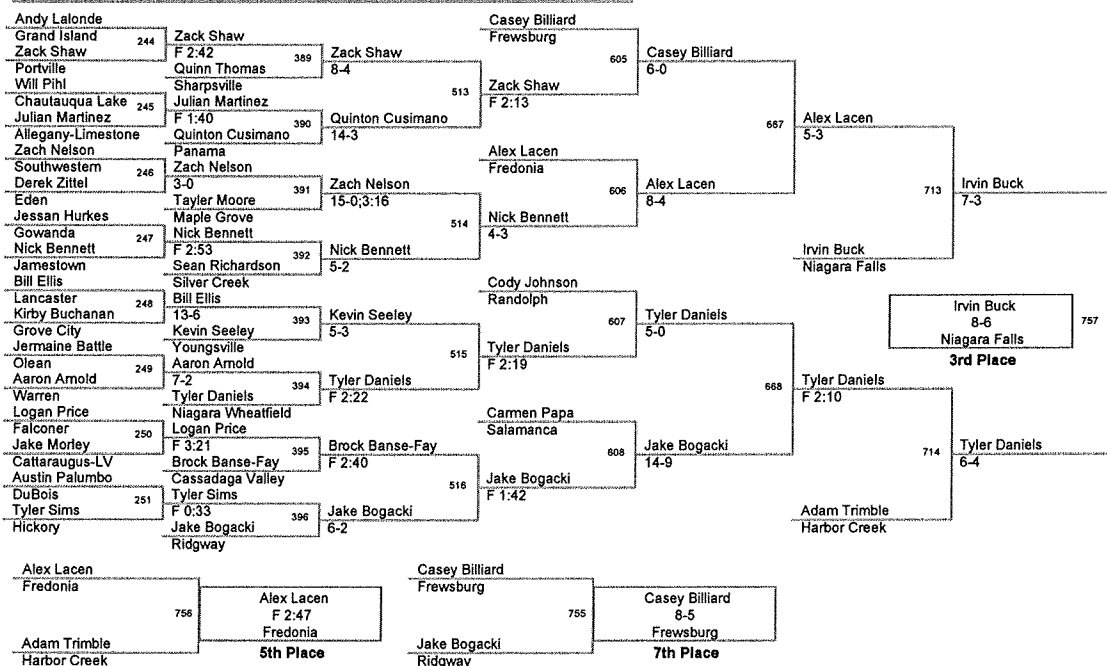 Andy Lalonde
Grand Island
244
Zack Shaw
Portville
Will Pihl
Chautauqua Lake
245
Julian Martinez
Allegany-Limestone
Zach Nelson
Southwestern
246
Derek Zittel
Eden
Jessan Hurkes
Gowanda
247
Nick Bennett
Jamestown
Bill Ellis
Lancaster
248
Kirby Buchanan
Grove City
Jermaine Battle
Olean
249
Aaron Arnold
Warren
Logan Price
Falconer
250
Jake Morley
Cattaraugus-LV
Austin Palumbo
DuBois
251
Tyler Sims
Hickory
Zack Shaw
F 2:42
389
Quinn Thomas
Sharpsville
Julian Martinez
F 1:40
390
Quinton Cusimano
Panama
Zach Nelson
3-0
391
Tayler Moore
Maple Grove
Nick Bennett
F 2:53
392
Sean Richardson
Silver Creek
Bill Ellis
13-6
393
Kevin Seeley
Youngsville
Aaron Arnold
7-2
394
Tyler Daniels
Niagara Wheatfield
Logan Price
F 3:21
395
Brock Banse-Fay
Cassadaga Valley
Tyler Sims
F 0:33
396
Jake Bogacki
Ridgway
Zack Shaw
8-4
513
Quinton Cusimano
14-3
Zach Nelson
15-0;3:16
514
Nick Bennett
5-2
Kevin Seeley
5-3
515
Tyler Daniels
F 2:22
Brock Banse-Fay
F 2:40
516
Jake Bogacki
6-2
Casey Billiard
Frewsburg
605
Zack Shaw
F 2:13
Alex Lacen
Fredonia
606
Nick Bennett
4-3
Cody Johnson
Randolph
607
Tyler Daniels
F 2:19
Carmen Papa
Salamanca
608
Jake Bogacki
F 1:42
Casey Billiard
6-0
667
Alex Lacen
8-4
Tyler Daniels
5-0
668
Jake Bogacki
14-9
Alex Lacen
5-3
713
Irvin Buck
Niagara Falls
Tyler Daniels
F 2:10
714
Adam Trimble
Harbor Creek
Irvin Buck
7-3
Irvin Buck
8-6
757
Niagara Falls
3rd Place
Tyler Daniels
6-4
Alex Lacen
Fredonia
756
Adam Trimble
Harbor Creek
Alex Lacen
F 2:47
Fredonia
5th Place
Casey Billiard
Frewsburg
755
Jake Bogacki
Ridgway
Casey Billiard
8-5
Frewsburg
7th Place